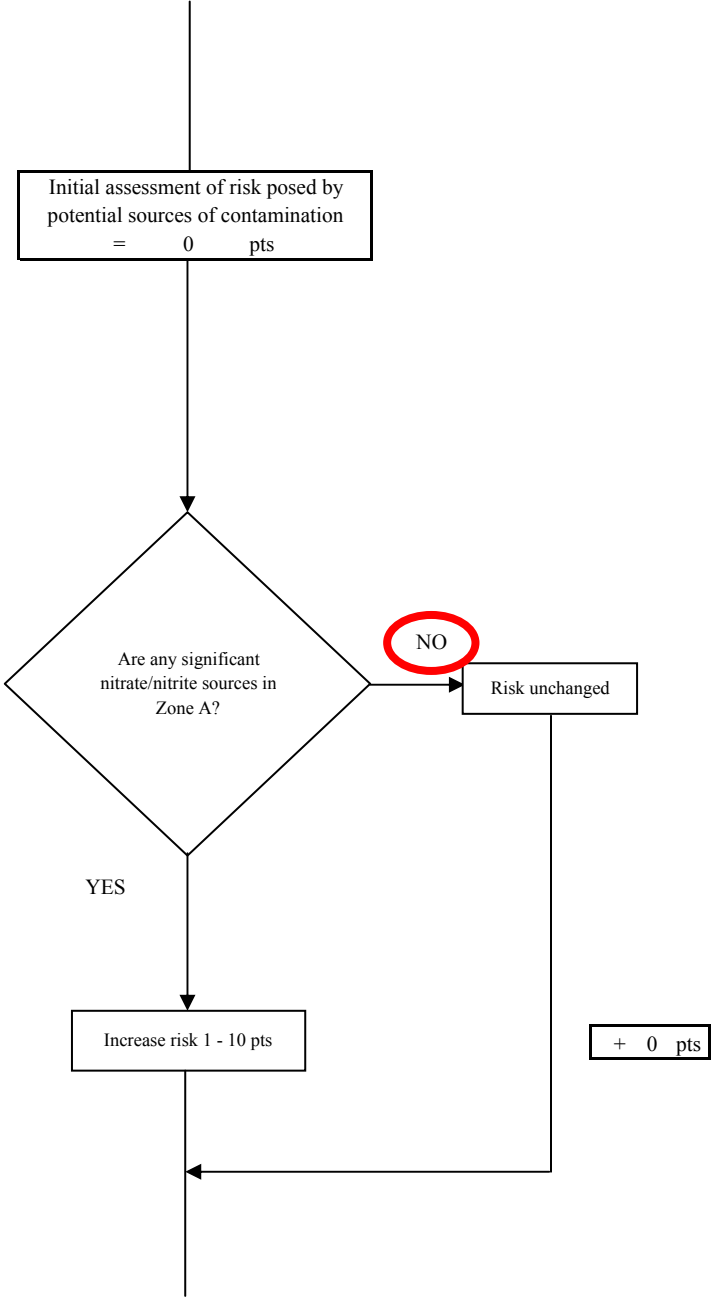 Initial assessment of risk posed by
potential sources of contamination
= 0 pts
Are any significant
nitrate/nitrite sources in
Zone A?
NO
Risk unchanged
YES
Increase risk 1 - 10 pts
+ 0 pts